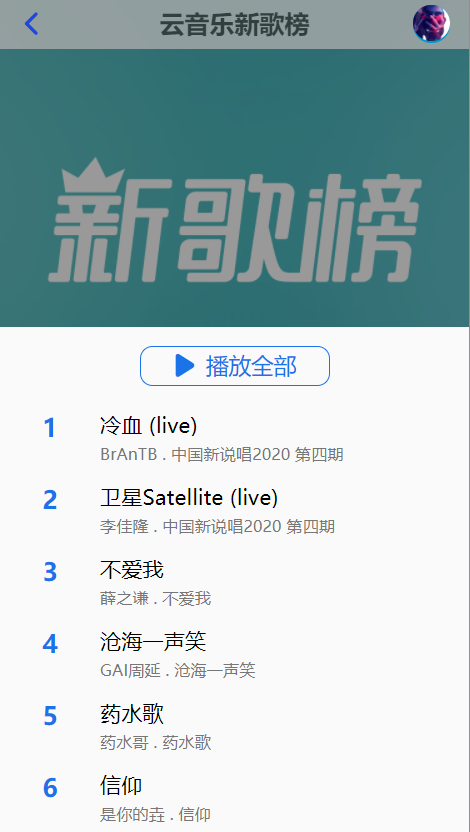 云音乐新歌榜
新歌榜
播放全部
1
冷血 (live)
BrAnTB . 中国新说唱2020 第四期
2
卫星Satellite (live)
李佳隆 . 中国新说唱2020 第四期
3
不爱我
薛之谦 . 不爱我
4
沧海一声笑
GAI周延 . 沧海一声笑
5
药水歌
药水哥 . 药水歌
6
信仰
是你的垚 . 信仰